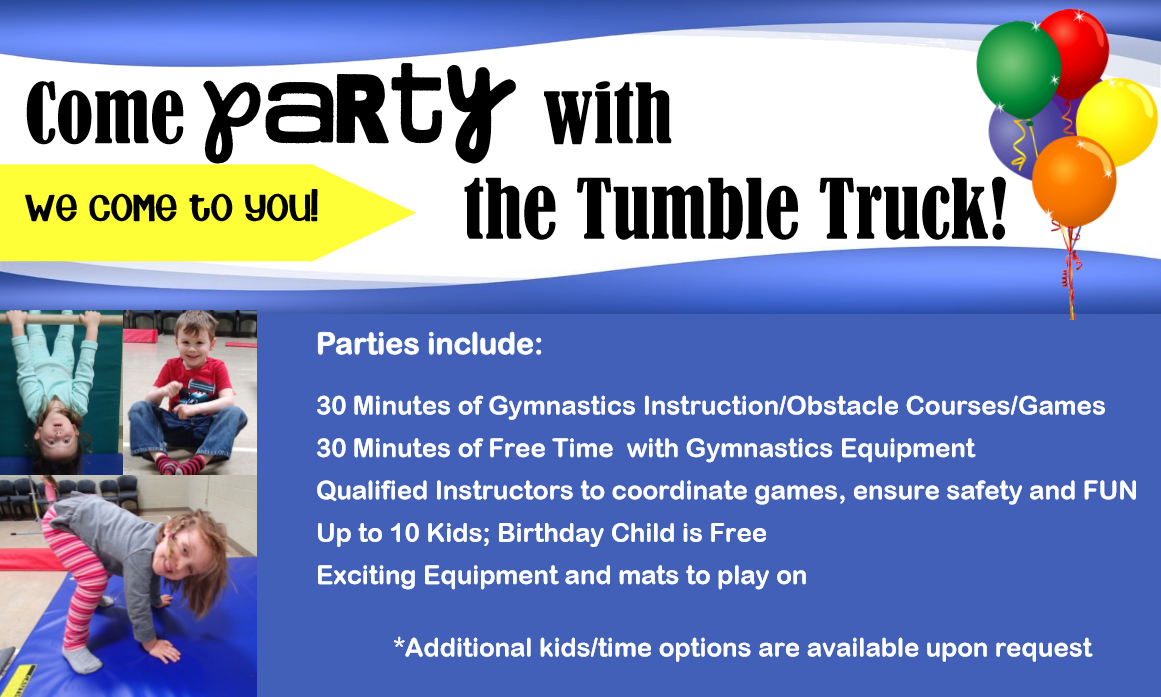 Come PARTY with
we come to you!
the Tumble Truck!
Parties include:
30 Minutes of Gymnastics Instruction/Obstacle Courses/Games
30 Minutes of Free Time with Gymnastics Equipment
Qualified Instructors to coordinate games, ensure safety and FUN
Up to 10 Kids; Birthday Child is Free
Exciting Equipment and mats to play on
*Additional kids/time options are available upon request